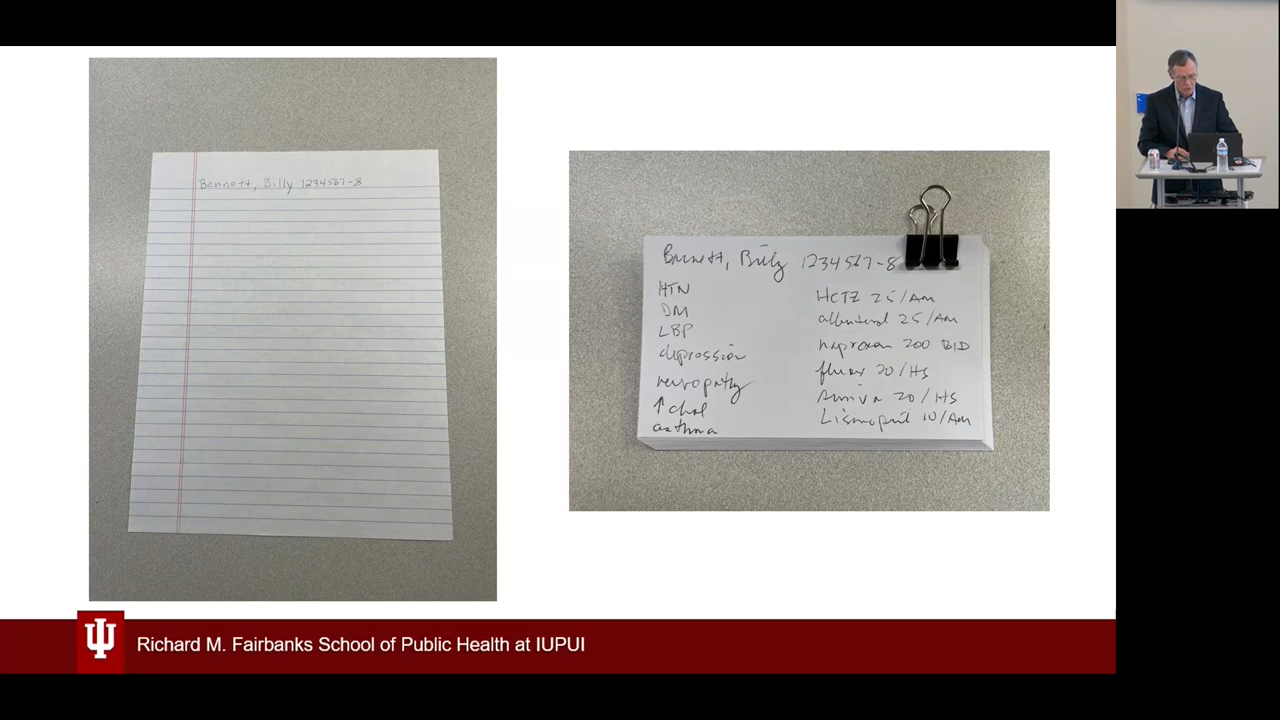 Bennett, Billy 1234567-8
Bennett, Billy 1234567-8
HTN
DM
LBP
depression
neuropathy
↑ chol
asthma
HCTZ 25/AM
albuterol 25/AM
naproxen 200 BID
20/HS
20/HS
Lisinopril 10/AM
Richard M. Fairbanks School of Public Health at IUPUI